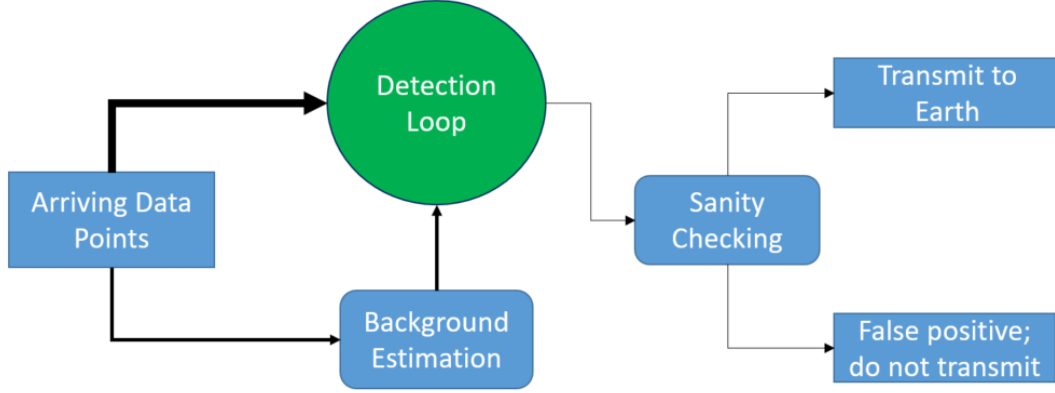 Detection
Loop
Transmit to
Earth
Arriving Data
Points
Sanity
Checking
Background
Estimation
False positive;
do not transmit